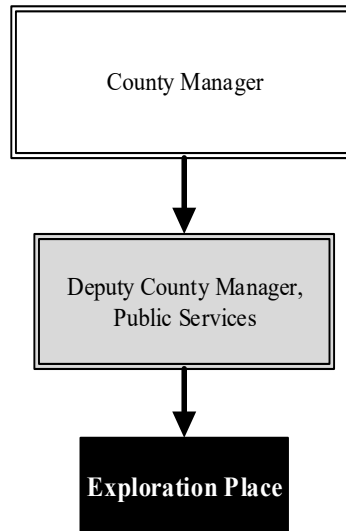 County Manager
Deputy County Manager,
Public Services
Exploration Place